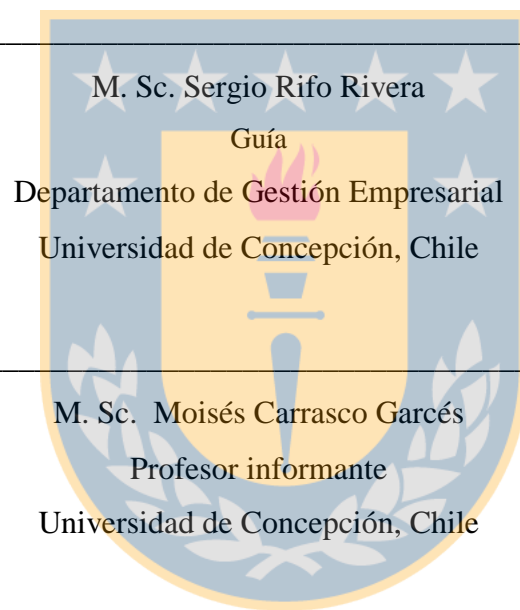 M. Sc. Sergio Rifo Rivera
Guía
Departamento de Gestión Empresarial
Universidad de Concepción, Chile
M. Sc. Moisés Carrasco Garcés
Profesor informante
Universidad de Concepción, Chile